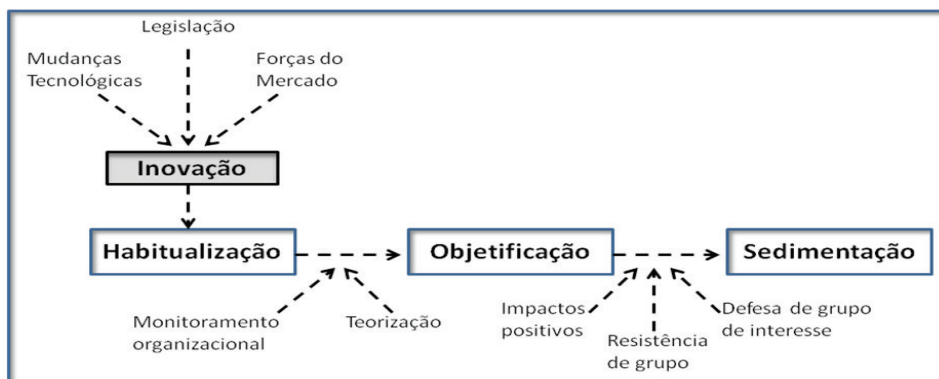 Legislação
Mudanças
Tecnológicas
Forças do
Mercado
Inovação
Habitualização
Objetificação
Sedimentação
Monitoramento
organizacional
Teorização
Impactos
positivos
Resistência
de grupo
Defesa de grupo
de interesse